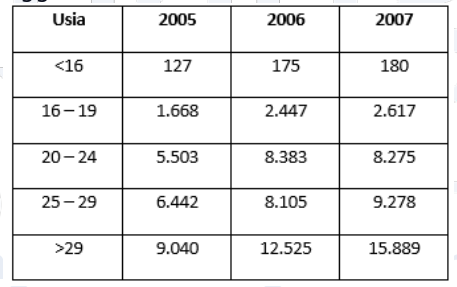 Usia 2005 2006 2007
<16 127 175 180
16 – 19 1.668 2.447 2.617
20 – 24 5.503 8.383 8.275
25 – 29 6.442 8.105 9.278
>29 9.040 12.525 15.889